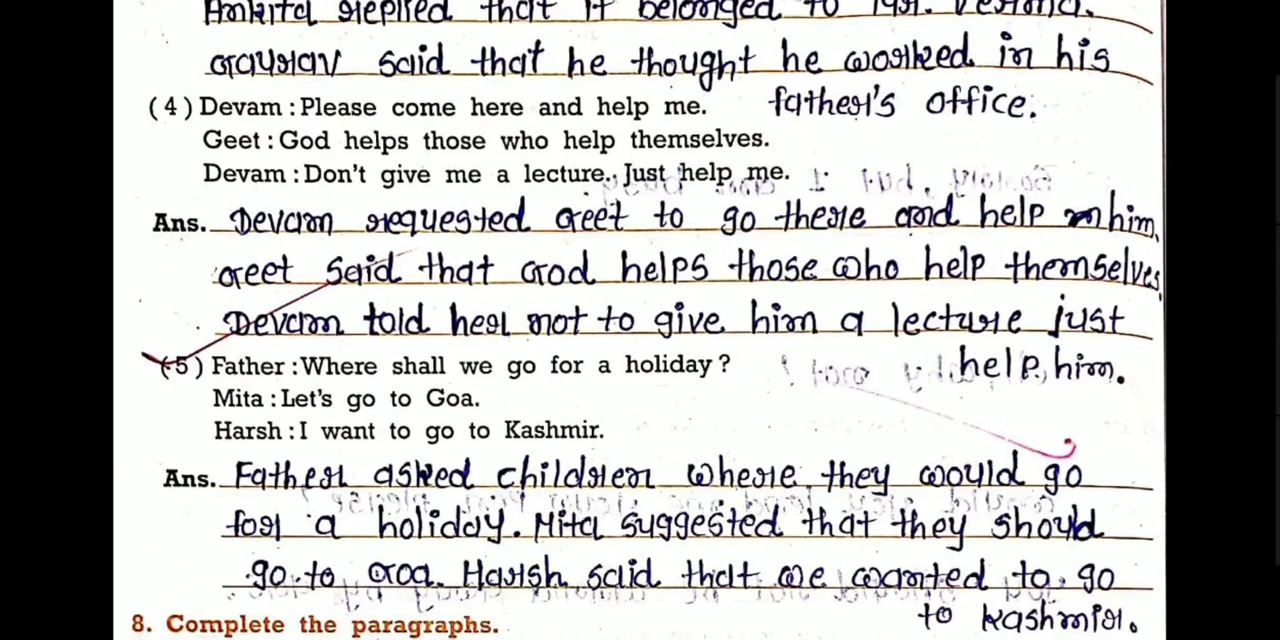 Ankita replied that it belonged to Mr.
Gaurav said that he thought he worked in his
father's office.
(4) Devam : Please come here and help me.
Geet : God helps those who help themselves.
Devam : Don't give me a lecture. Just help me.
Ans. Devam requested Geet to go there and help him.
Geet said that God helps those who help themselves.
Devam told her not to give him a lecture just
help him.
(5) Father : Where shall we go for a holiday ?
Mita : Let's go to Goa.
Harsh : I want to go to Kashmir.
Ans. Father asked children where they would go
for a holiday. Mita suggested that they should
go to Goa. Harsh said that we wanted to go
to Kashmir.
8. Complete the paragraphs.